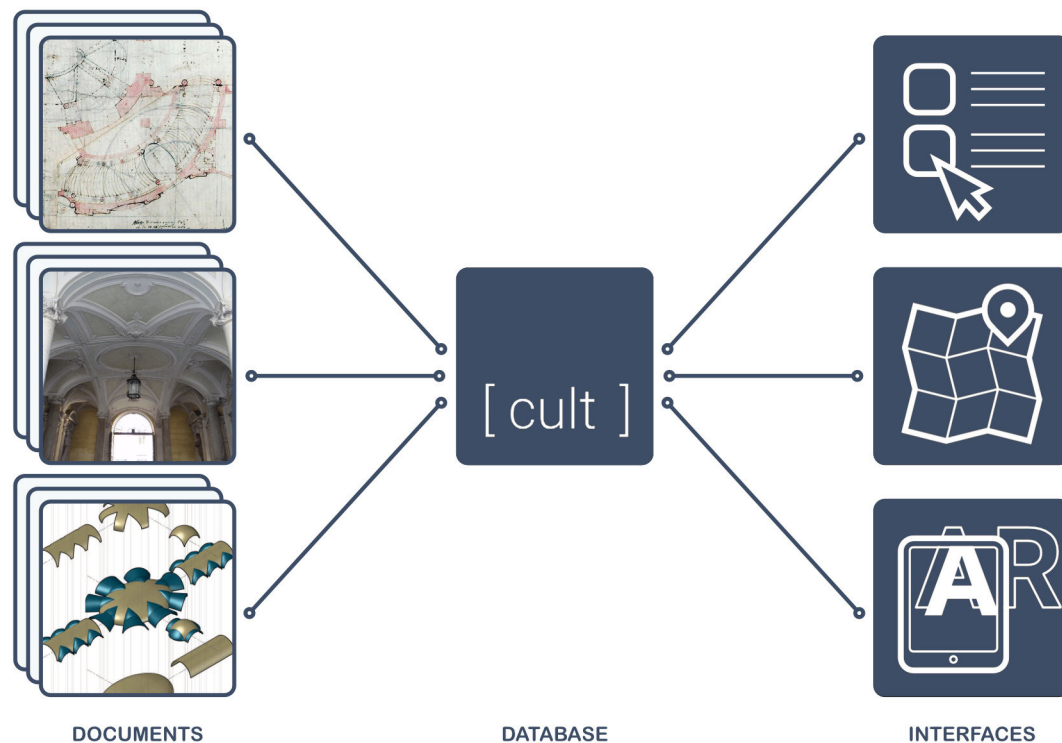 [ cult ]
AR
DOCUMENTS
DATABASE
INTERFACES